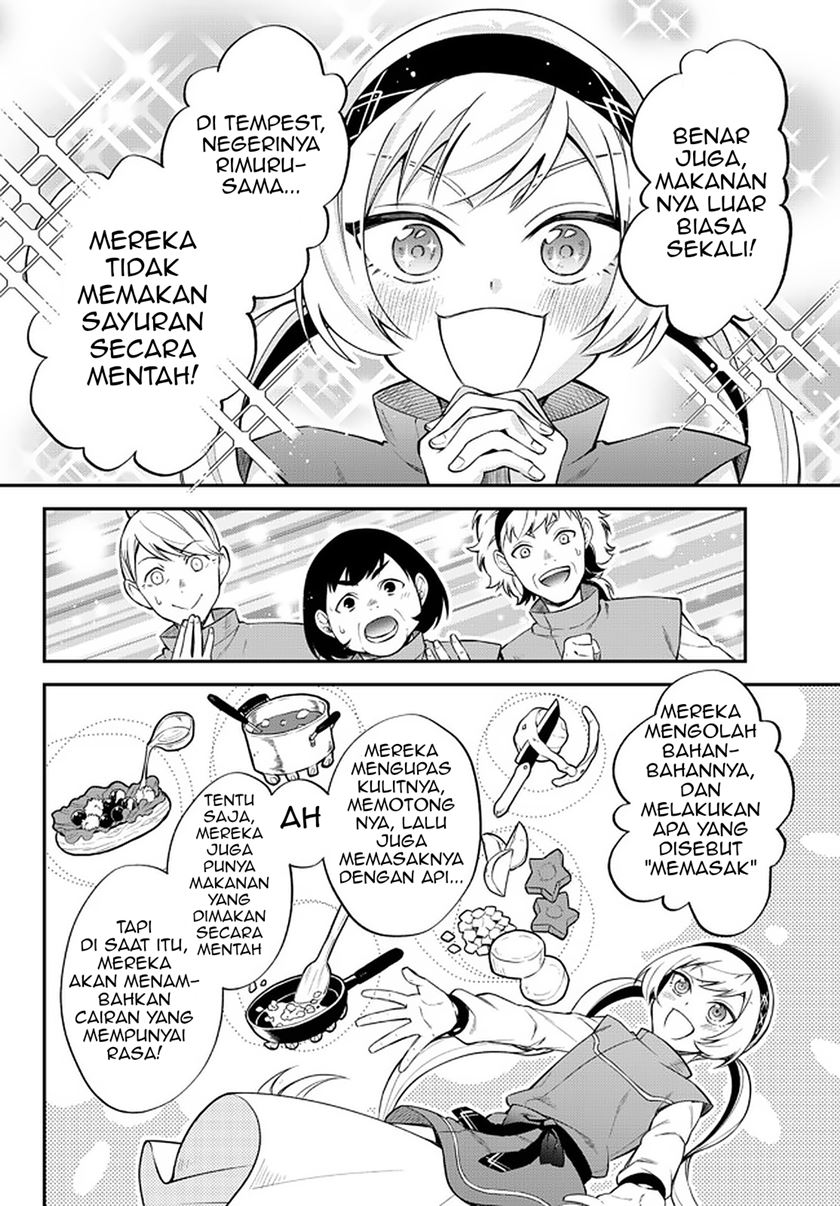 BENAR
JUGA,
MAKANAN
NYA LUAR
BIASA
SEKALI!
DI TEMPEST,
NEGERINYA
RIMURU-
SAMA...
MEREKA
TIDAK
MEMAKAN
SAYURAN
SECARA
MENTAH!
MEREKA
MENGOLAH
BAHAN-
BAHANNYA,
DAN
MELAKUKAN
APA YANG
DISEBUT
"MEMASAK"
MEREKA
MENGUPAS
KULITNYA,
MEMOTONG
NYA, LALU
JUGA
MEMASAKNYA
DENGAN API...
AH
TENTU
SAJA,
MEREKA
JUGA
PUNYA
MAKANAN
YANG
DIMAKAN
SECARA
MENTAH
TAPI
DI SAAT ITU,
MEREKA
AKAN MENAM-
BAHKAN
CAIRAN YANG
MEMPUNYAI
RASA!